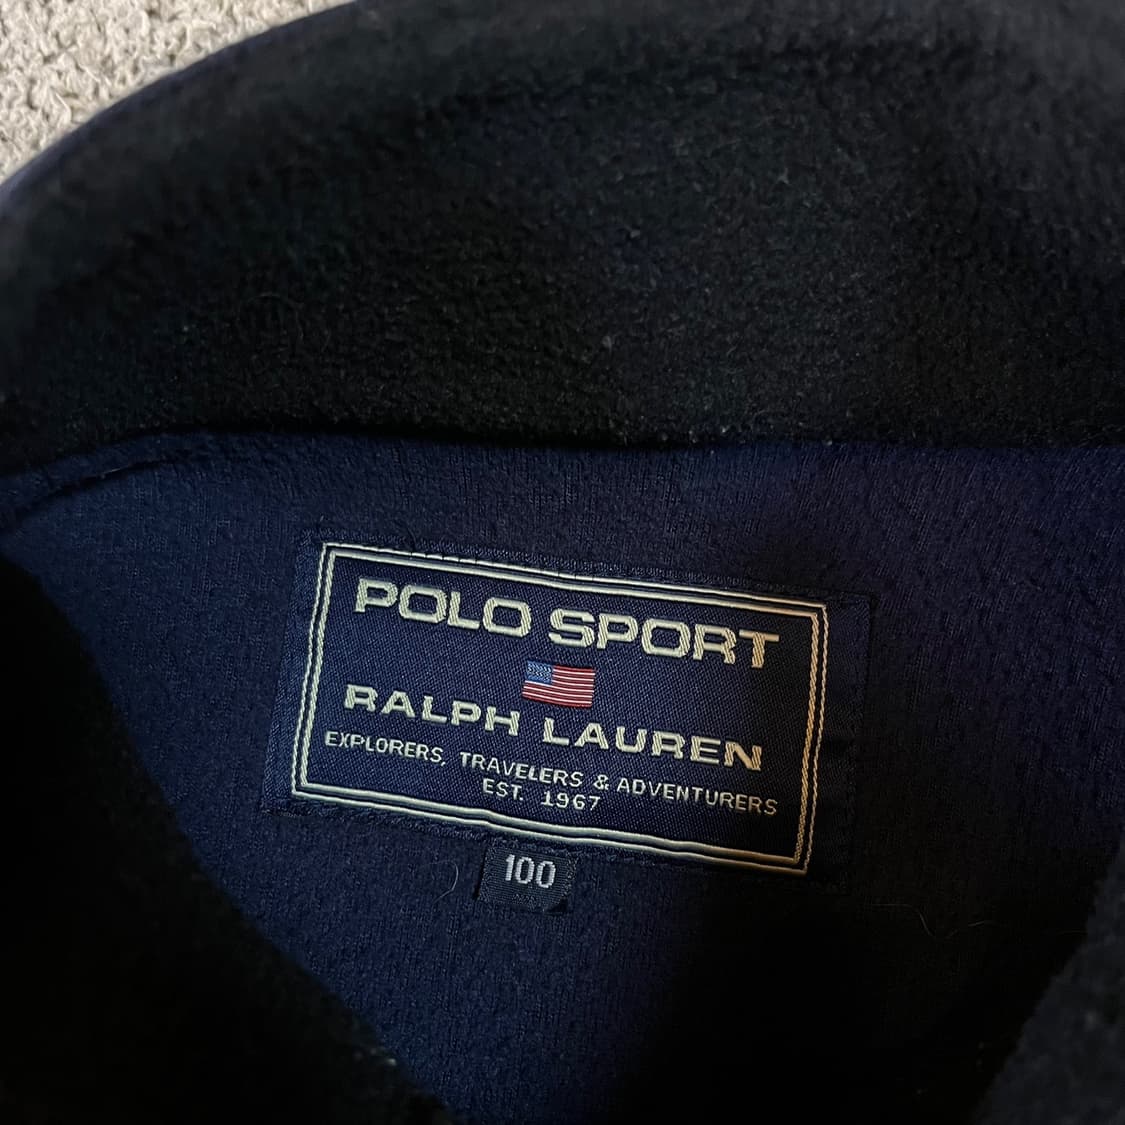 POLO SPORT
RALPH LAUREN
EXPLORERS, TRAVELERS & ADVENTURERS
EST. 1967
100